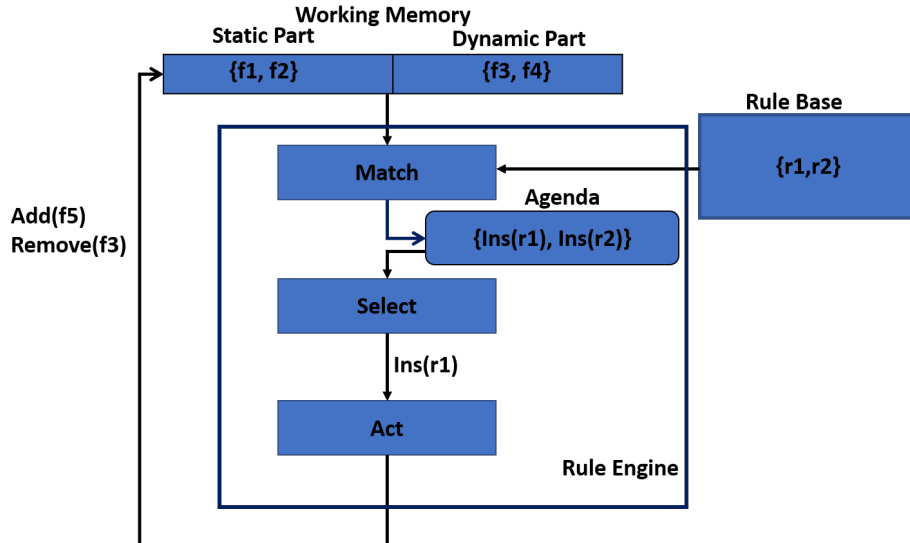 Working Memory
Static Part
Dynamic Part
{f1, f2}
{f3, f4}
Rule Base
{r1,r2}
Match
Agenda
{Ins(r1), Ins(r2)}
Add(f5)
Remove(f3)
Select
Ins(r1)
Act
Rule Engine